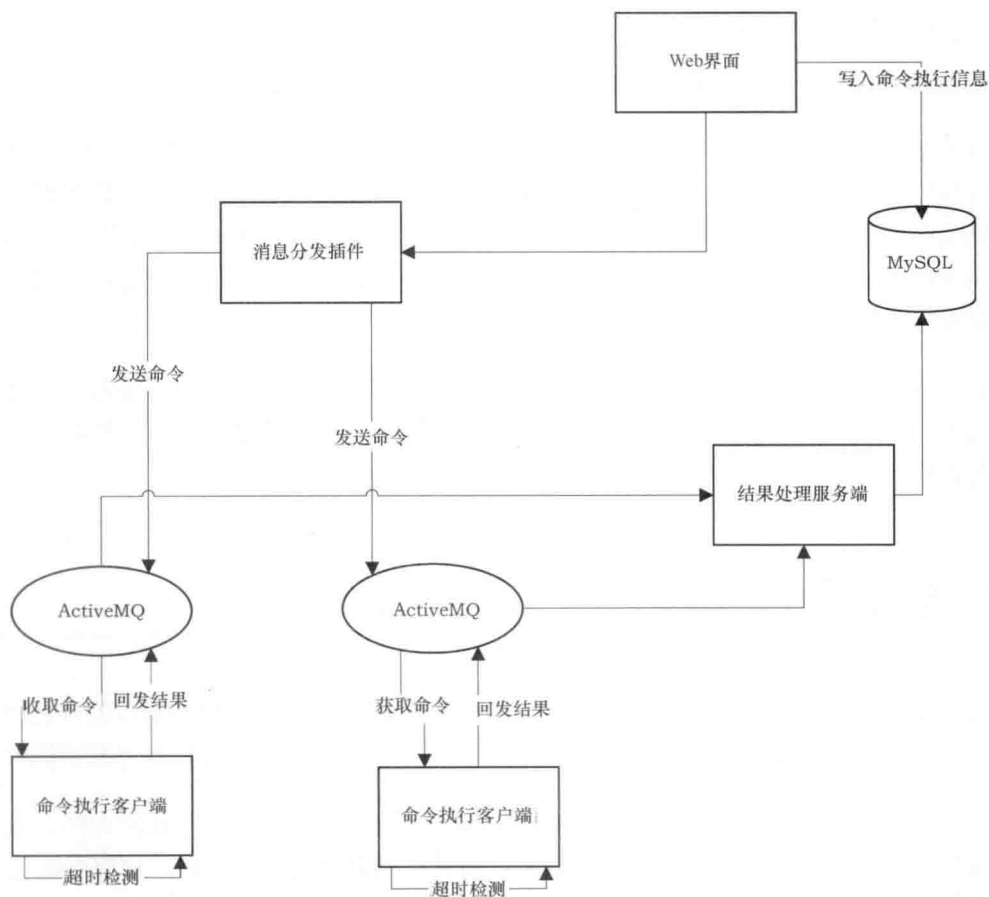 Web界面
写入命令执行信息
消息分发插件
MySQL
发送命令
发送命令
结果处理服务端
ActiveMQ
ActiveMQ
收取命令
回发结果
获取命令
回发结果
命令执行客户端
命令执行客户端
超时检测
超时检测